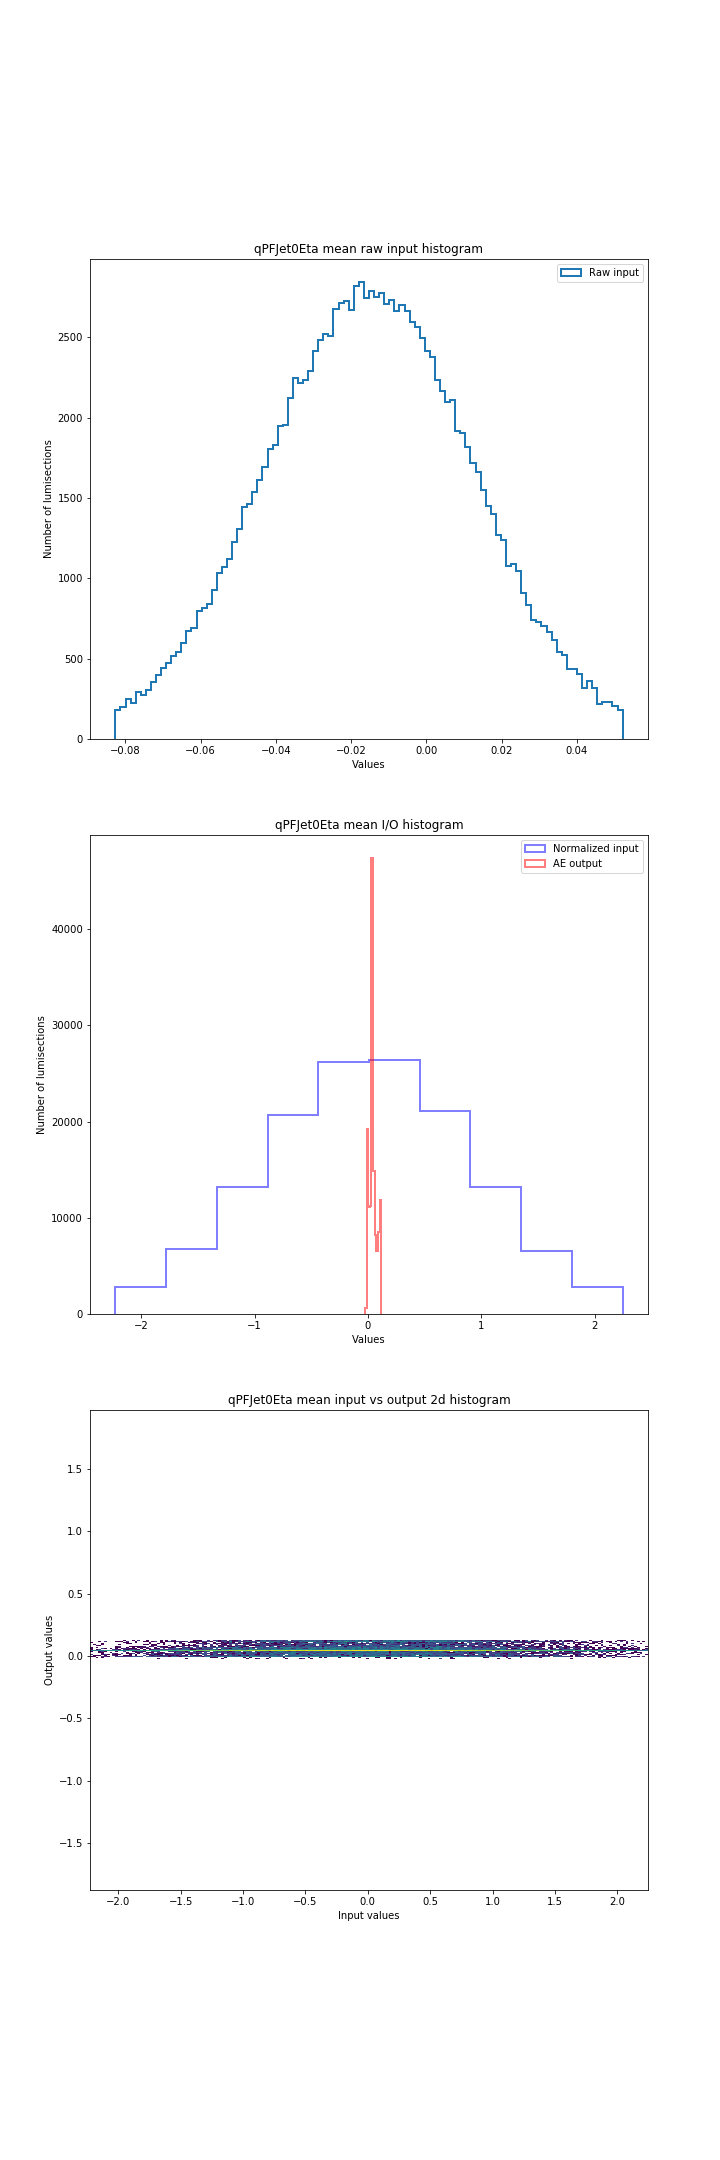 qPFJet0Eta mean raw input histogram
Raw input
Number of lumisections
2500
2000
1500
1000
500
0
−0.08 −0.06 −0.04 −0.02 0.00 0.02 0.04
Values
qPFJet0Eta mean I/O histogram
Normalized input
AE output
Number of lumisections
40000
30000
20000
10000
0
−2 −1 0 1 2
Values
qPFJet0Eta mean input vs output 2d histogram
Output values
1.5
1.0
0.5
0.0
−0.5
−1.0
−1.5
−2.0 −1.5 −1.0 −0.5 0.0 0.5 1.0 1.5 2.0
Input values